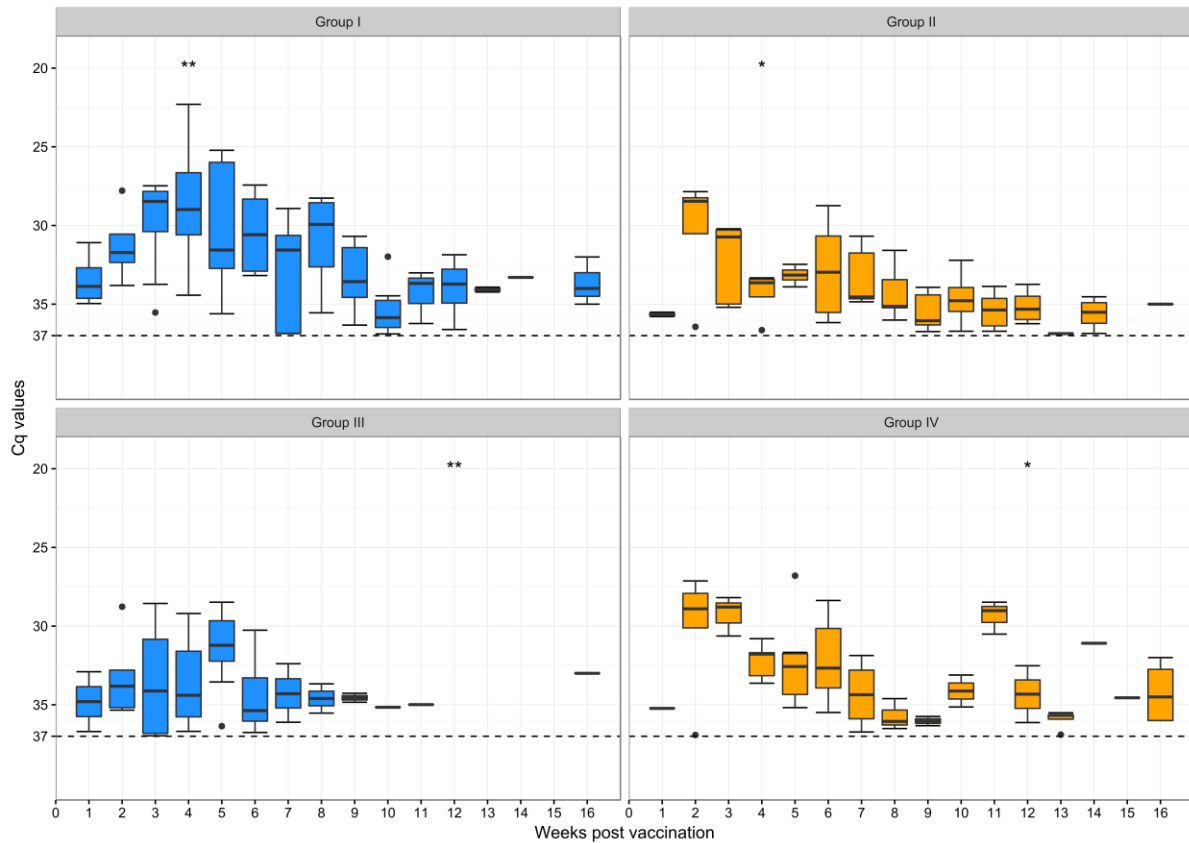 Group I
Group II
**
*
20
25
30
35
37
Group III
Group IV
**
*
20
25
30
35
37
Cq values
0 1 2 3 4 5 6 7 8 9 10 11 12 13 14 15 16
1 2 3 4 5 6 7 8 9 10 11 12 13 14 15 16
Weeks post vaccination